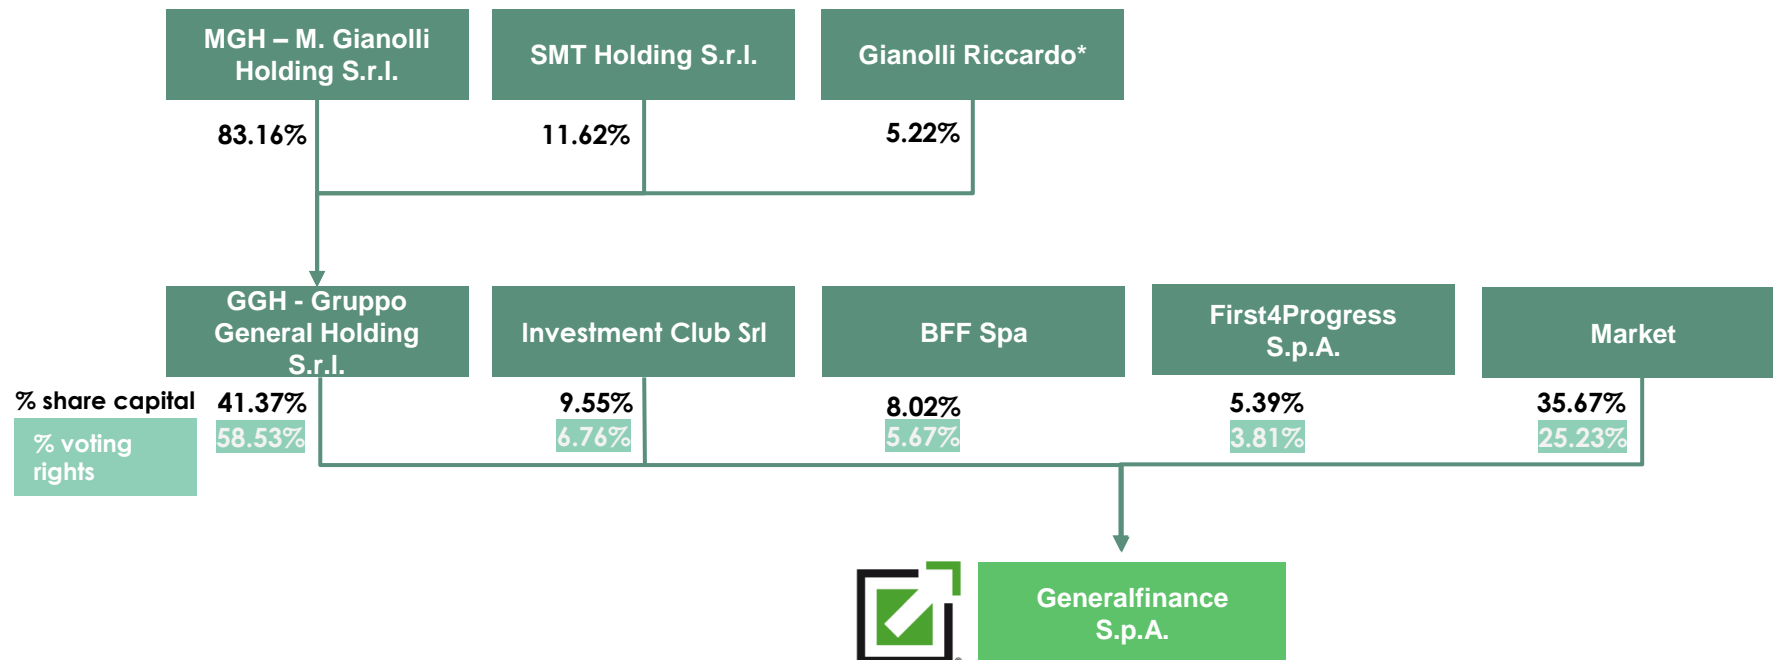 MGH – M. Gianolli
Holding S.r.l.
SMT Holding S.r.l.
Gianolli Riccardo*
83.16%
11.62%
5.22%
GGH - Gruppo
General Holding
S.r.l.
Investment Club Srl
BFF Spa
First4Progress
S.p.A.
Market
% share capital
41.37%
9.55%
8.02%
5.39%
35.67%
% voting
rights
58.53%
6.76%
5.67%
3.81%
25.23%
Generalfinance
S.p.A.